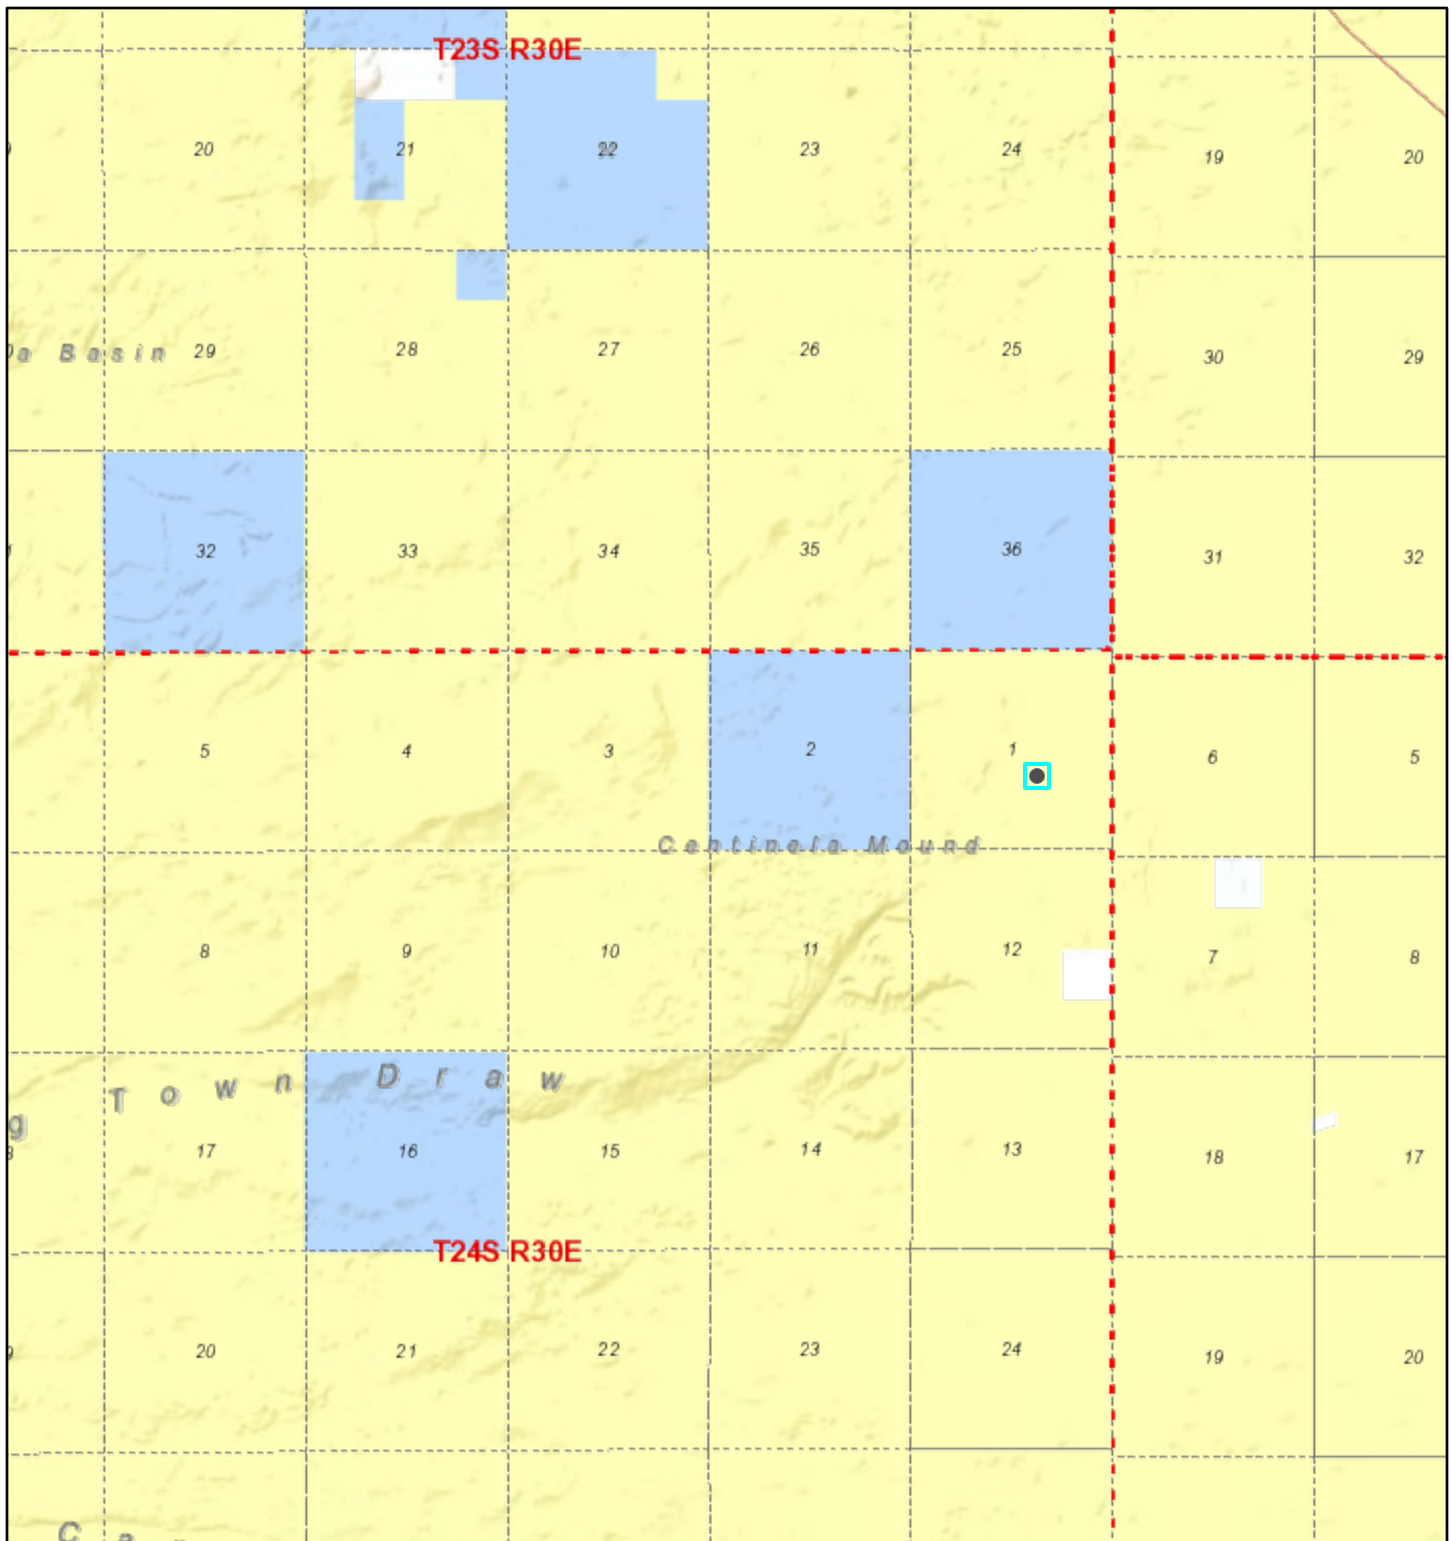 T23S R30E
20 21 22 23 24 19 20
Da Basin 29 28 27 26 25 30 29
32 33 34 35 36 31 32
5 4 3 2 1 6 5
Centinela Mound
8 9 10 11 12 7 8
Town Draw
g
17 16 15 14 13 18 17
T24S R30E
20 21 22 23 24 19 20
C a